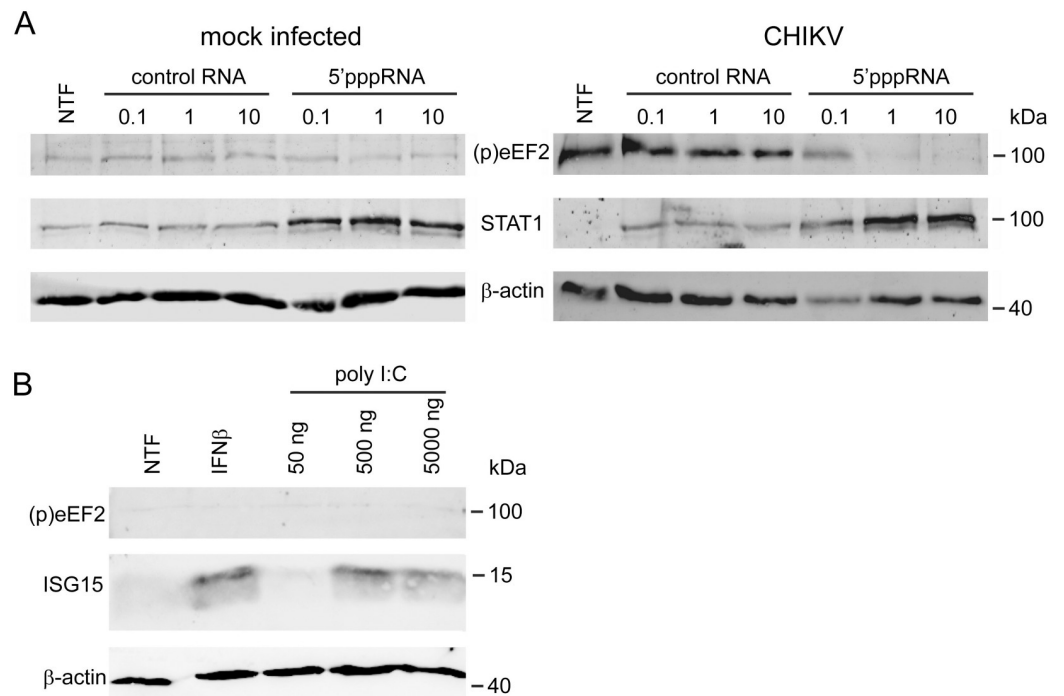 A
mock infected CHIKV
NTF control RNA 5'pppRNA NTF control RNA 5'pppRNA
0.1 1 10 0.1 1 10 0.1 1 10 0.1 1 10 kDa
(p)eEF2 100
STAT1 100
β-actin 40
B
poly I:C
NTF IFNβ 50 ng 500 ng 5000 ng kDa
(p)eEF2 100
ISG15 15
β-actin 40